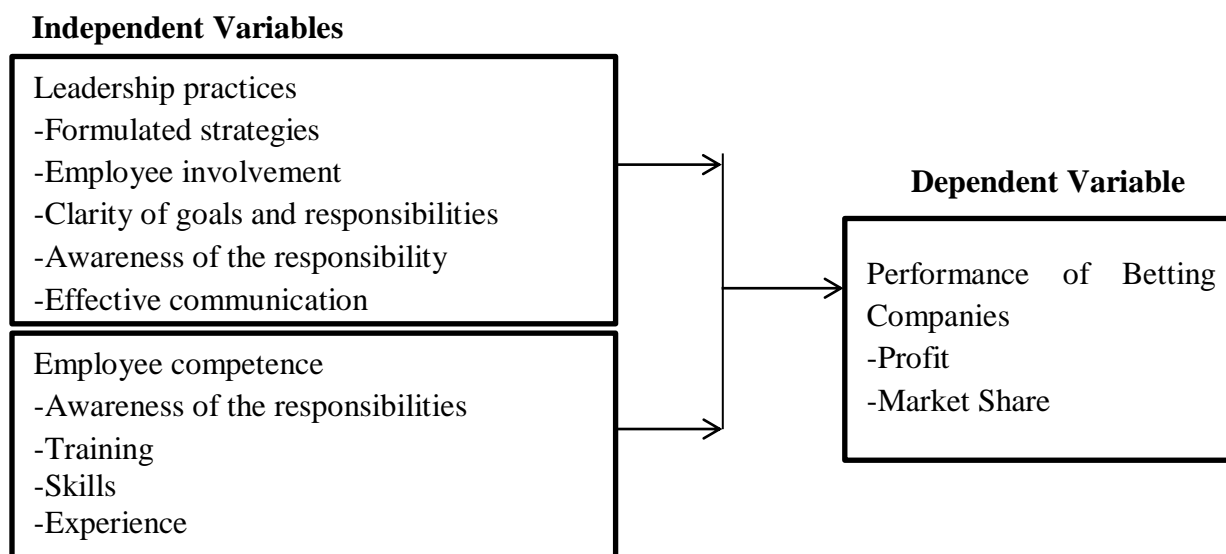 Independent Variables
Leadership practices
-Formulated strategies
-Employee involvement
-Clarity of goals and responsibilities
-Awareness of the responsibility
-Effective communication
Employee competence
-Awareness of the responsibilities
-Training
-Skills
-Experience
Dependent Variable
Performance of Betting
Companies
-Profit
-Market Share